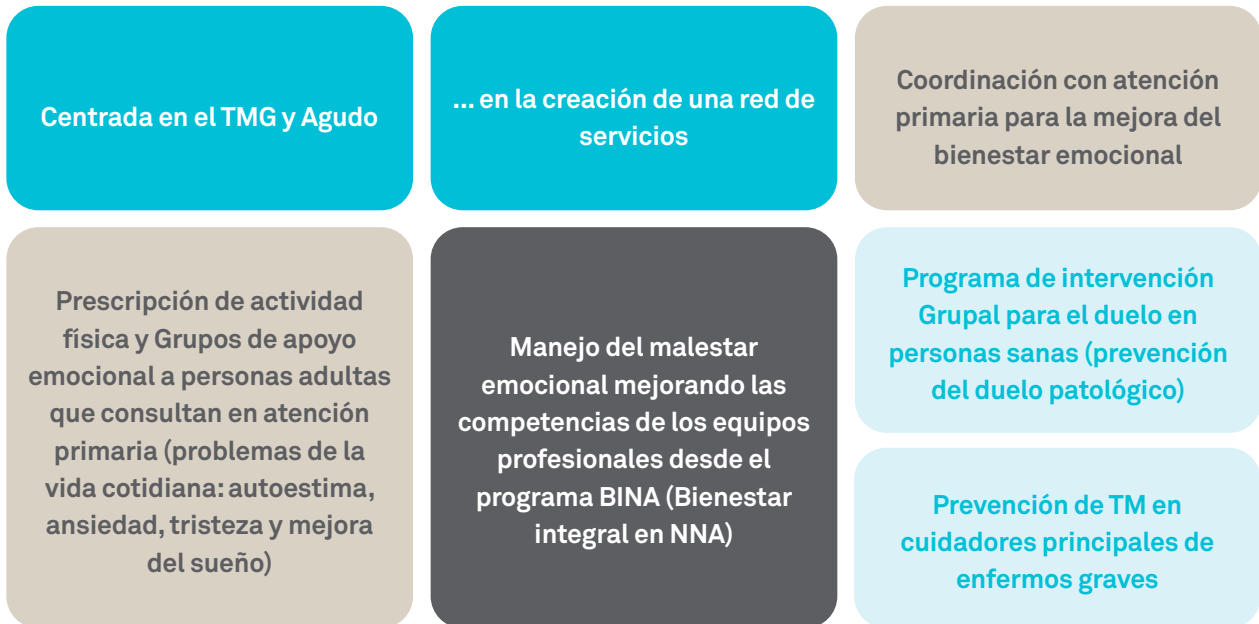 Centrada en el TMG y Agudo
... en la creación de una red de
servicios
Coordinación con atención
primaria para la mejora del
bienestar emocional
Prescripción de actividad
física y Grupos de apoyo
emocional a personas adultas
que consultan en atención
primaria (problemas de la
vida cotidiana: autoestima,
ansiedad, tristeza y mejora
del sueño)
Manejo del malestar
emocional mejorando las
competencias de los equipos
profesionales desde el
programa BINA (Bienestar
integral en NNA)
Programa de intervención
Grupal para el duelo en
personas sanas (prevención
del duelo patológico)
Prevención de TM en
cuidadores principales de
enfermos graves